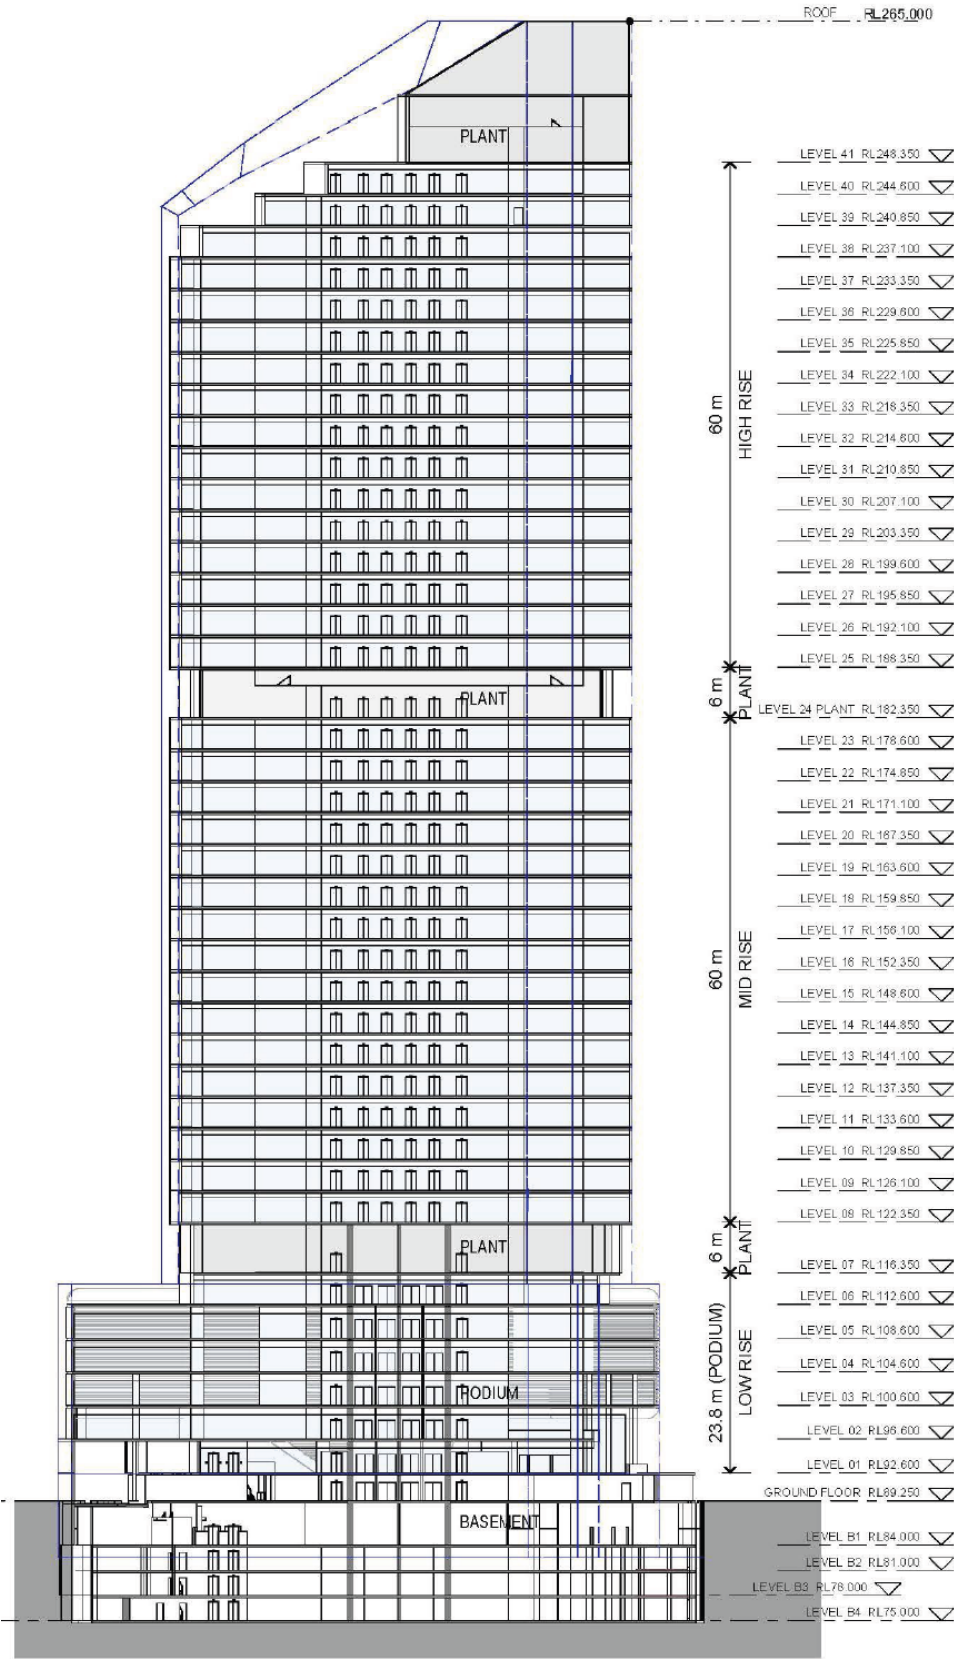 ROOF RL265.000
PLANT
LEVEL 41 RL248.350
LEVEL 40 RL244.600
LEVEL 39 RL240.850
LEVEL 38 RL237.100
LEVEL 37 RL233.350
LEVEL 36 RL229.600
LEVEL 35 RL225.850
LEVEL 34 RL222.100
LEVEL 33 RL218.350
LEVEL 32 RL214.600
LEVEL 31 RL210.850
LEVEL 30 RL207.100
LEVEL 29 RL203.350
LEVEL 28 RL199.600
LEVEL 27 RL195.850
LEVEL 26 RL192.100
LEVEL 25 RL188.350
60 m
HIGH RISE
PLANT
6 m
PLANT
LEVEL 24 PLANT RL182.350
LEVEL 23 RL178.600
LEVEL 22 RL174.850
LEVEL 21 RL171.100
LEVEL 20 RL167.350
LEVEL 19 RL163.600
LEVEL 18 RL159.850
LEVEL 17 RL156.100
LEVEL 16 RL152.350
LEVEL 15 RL148.600
LEVEL 14 RL144.850
LEVEL 13 RL141.100
LEVEL 12 RL137.350
LEVEL 11 RL133.600
LEVEL 10 RL129.850
LEVEL 09 RL126.100
LEVEL 08 RL122.350
60 m
MID RISE
PLANT
6 m
PLANT
LEVEL 07 RL116.350
LEVEL 06 RL112.600
LEVEL 05 RL108.600
LEVEL 04 RL104.600
LEVEL 03 RL100.600
LEVEL 02 RL96.600
LEVEL 01 RL92.600
23.8 m (PODIUM)
LOW RISE
PODIUM
GROUND FLOOR RL89.250
BASEMENT
LEVEL B1 RL84.000
LEVEL B2 RL81.000
LEVEL B3 RL78.000
LEVEL B4 RL75.000